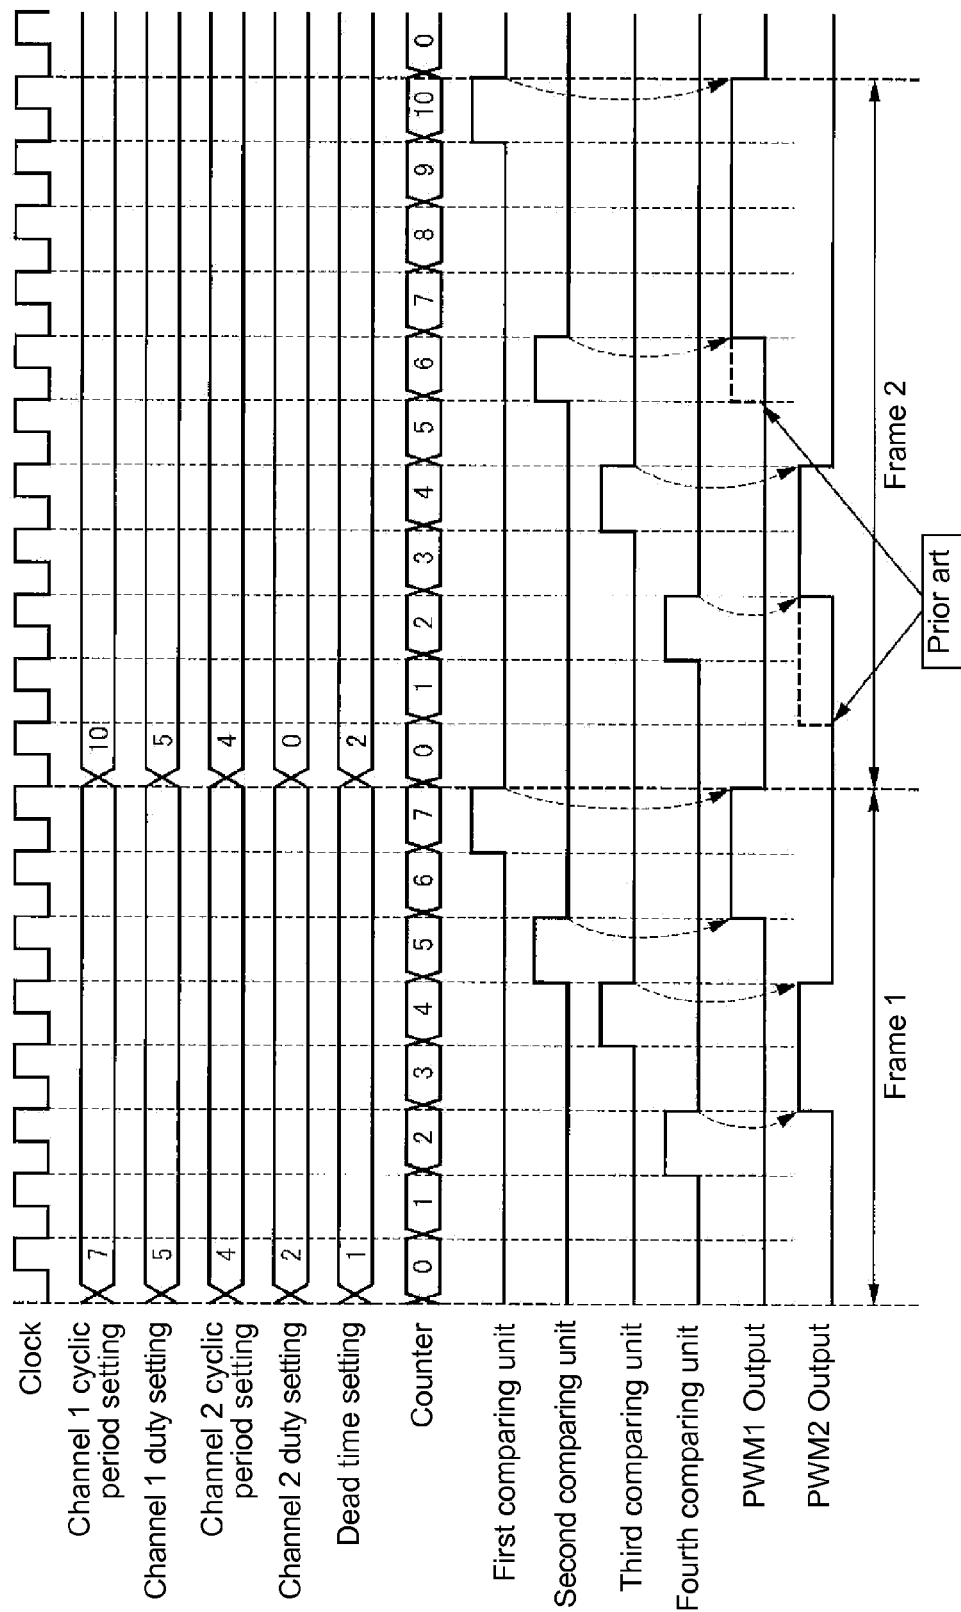 Clock
Channel 1 cyclic
period setting
7
10
Channel 1 duty setting
5
5
Channel 2 cyclic
period setting
4
4
Channel 2 duty setting
2
0
Dead time setting
1
2
Counter
0 1 2 3 4 5 6 7 0 1 2 3 4 5 6 7 8 9 10 0
First comparing unit
Second comparing unit
Third comparing unit
Fourth comparing unit
PWM1 Output
PWM2 Output
Frame 1
Frame 2
Prior art